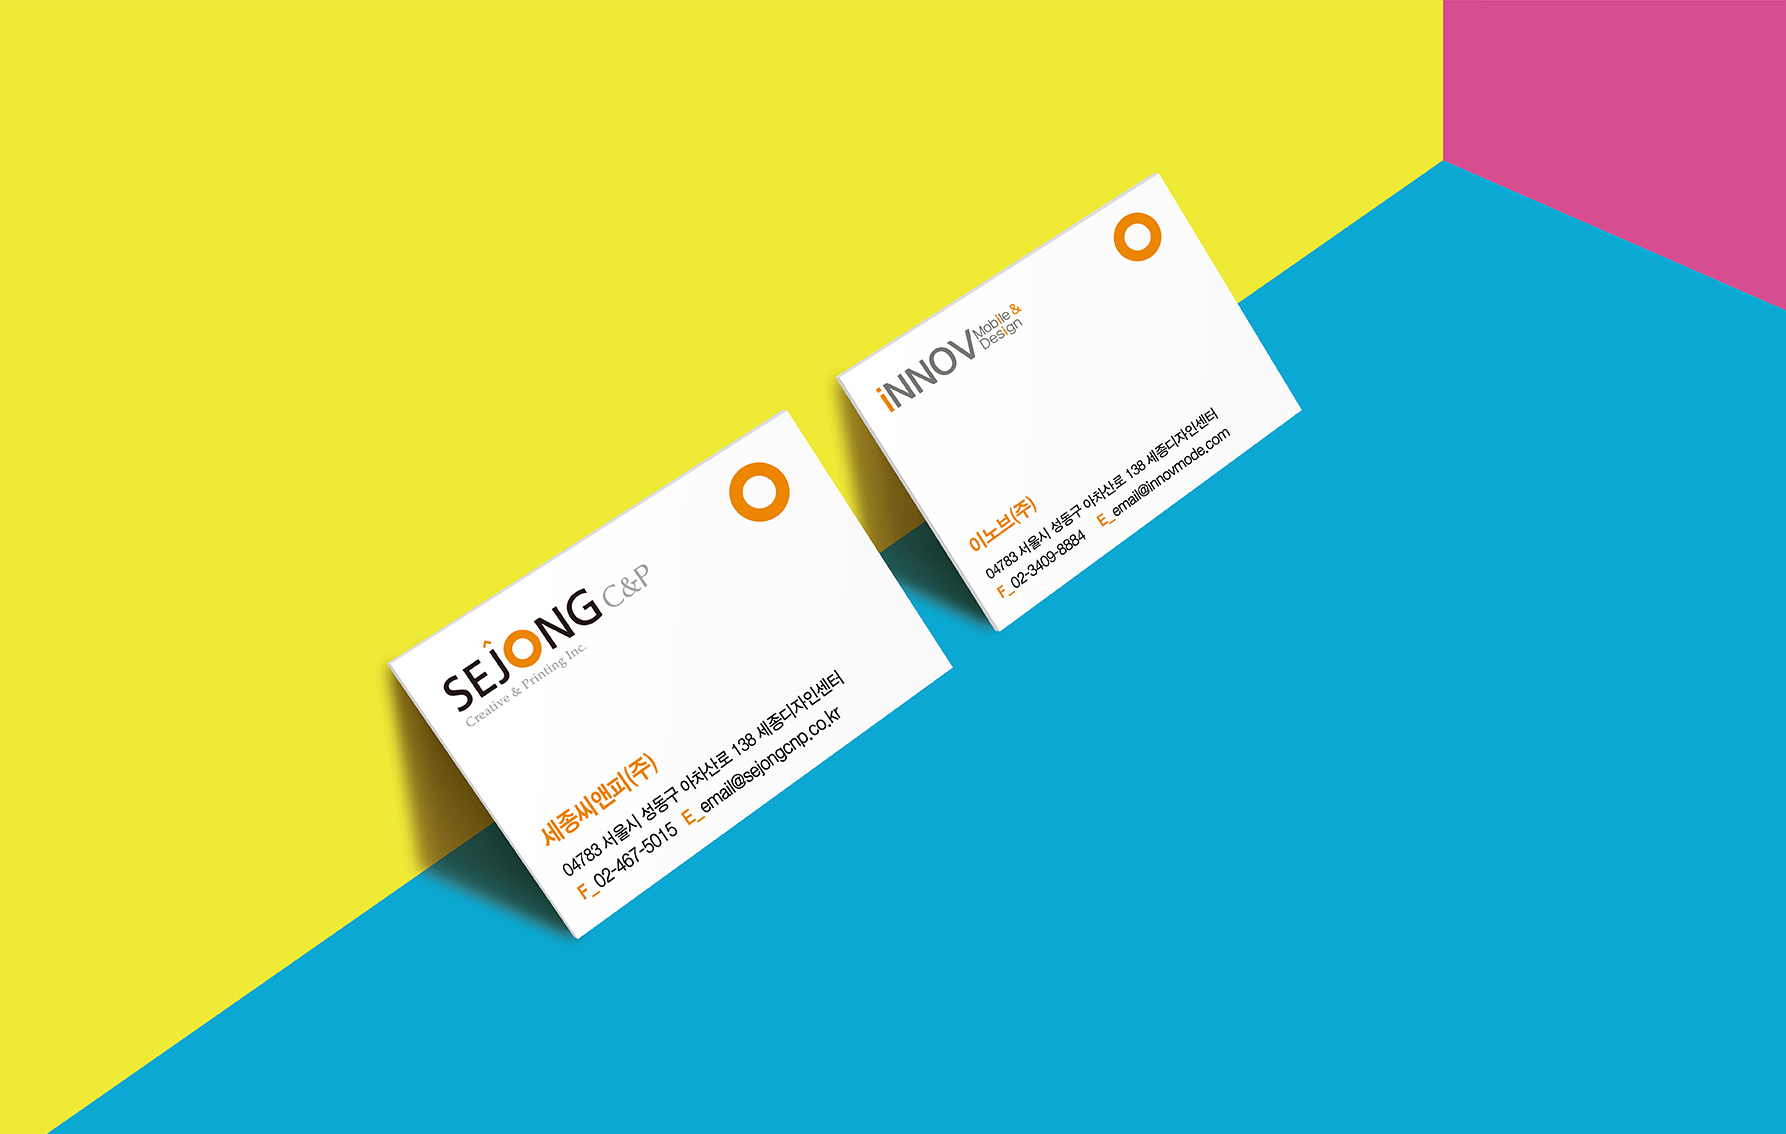 SEJONG C&P
Creative & Printing Inc.
세종씨앤피(주)
04783 서울시 성동구 아차산로 138 세종디자인센터
F_02-467-5015 E_email@sejongcnp.co.kr
iNNOV Mobile &
Design
이노브(주)
04783 서울시 성동구 아차산로 138 세종디자인센터
F_02-3409-8884 E_email@innovmode.com